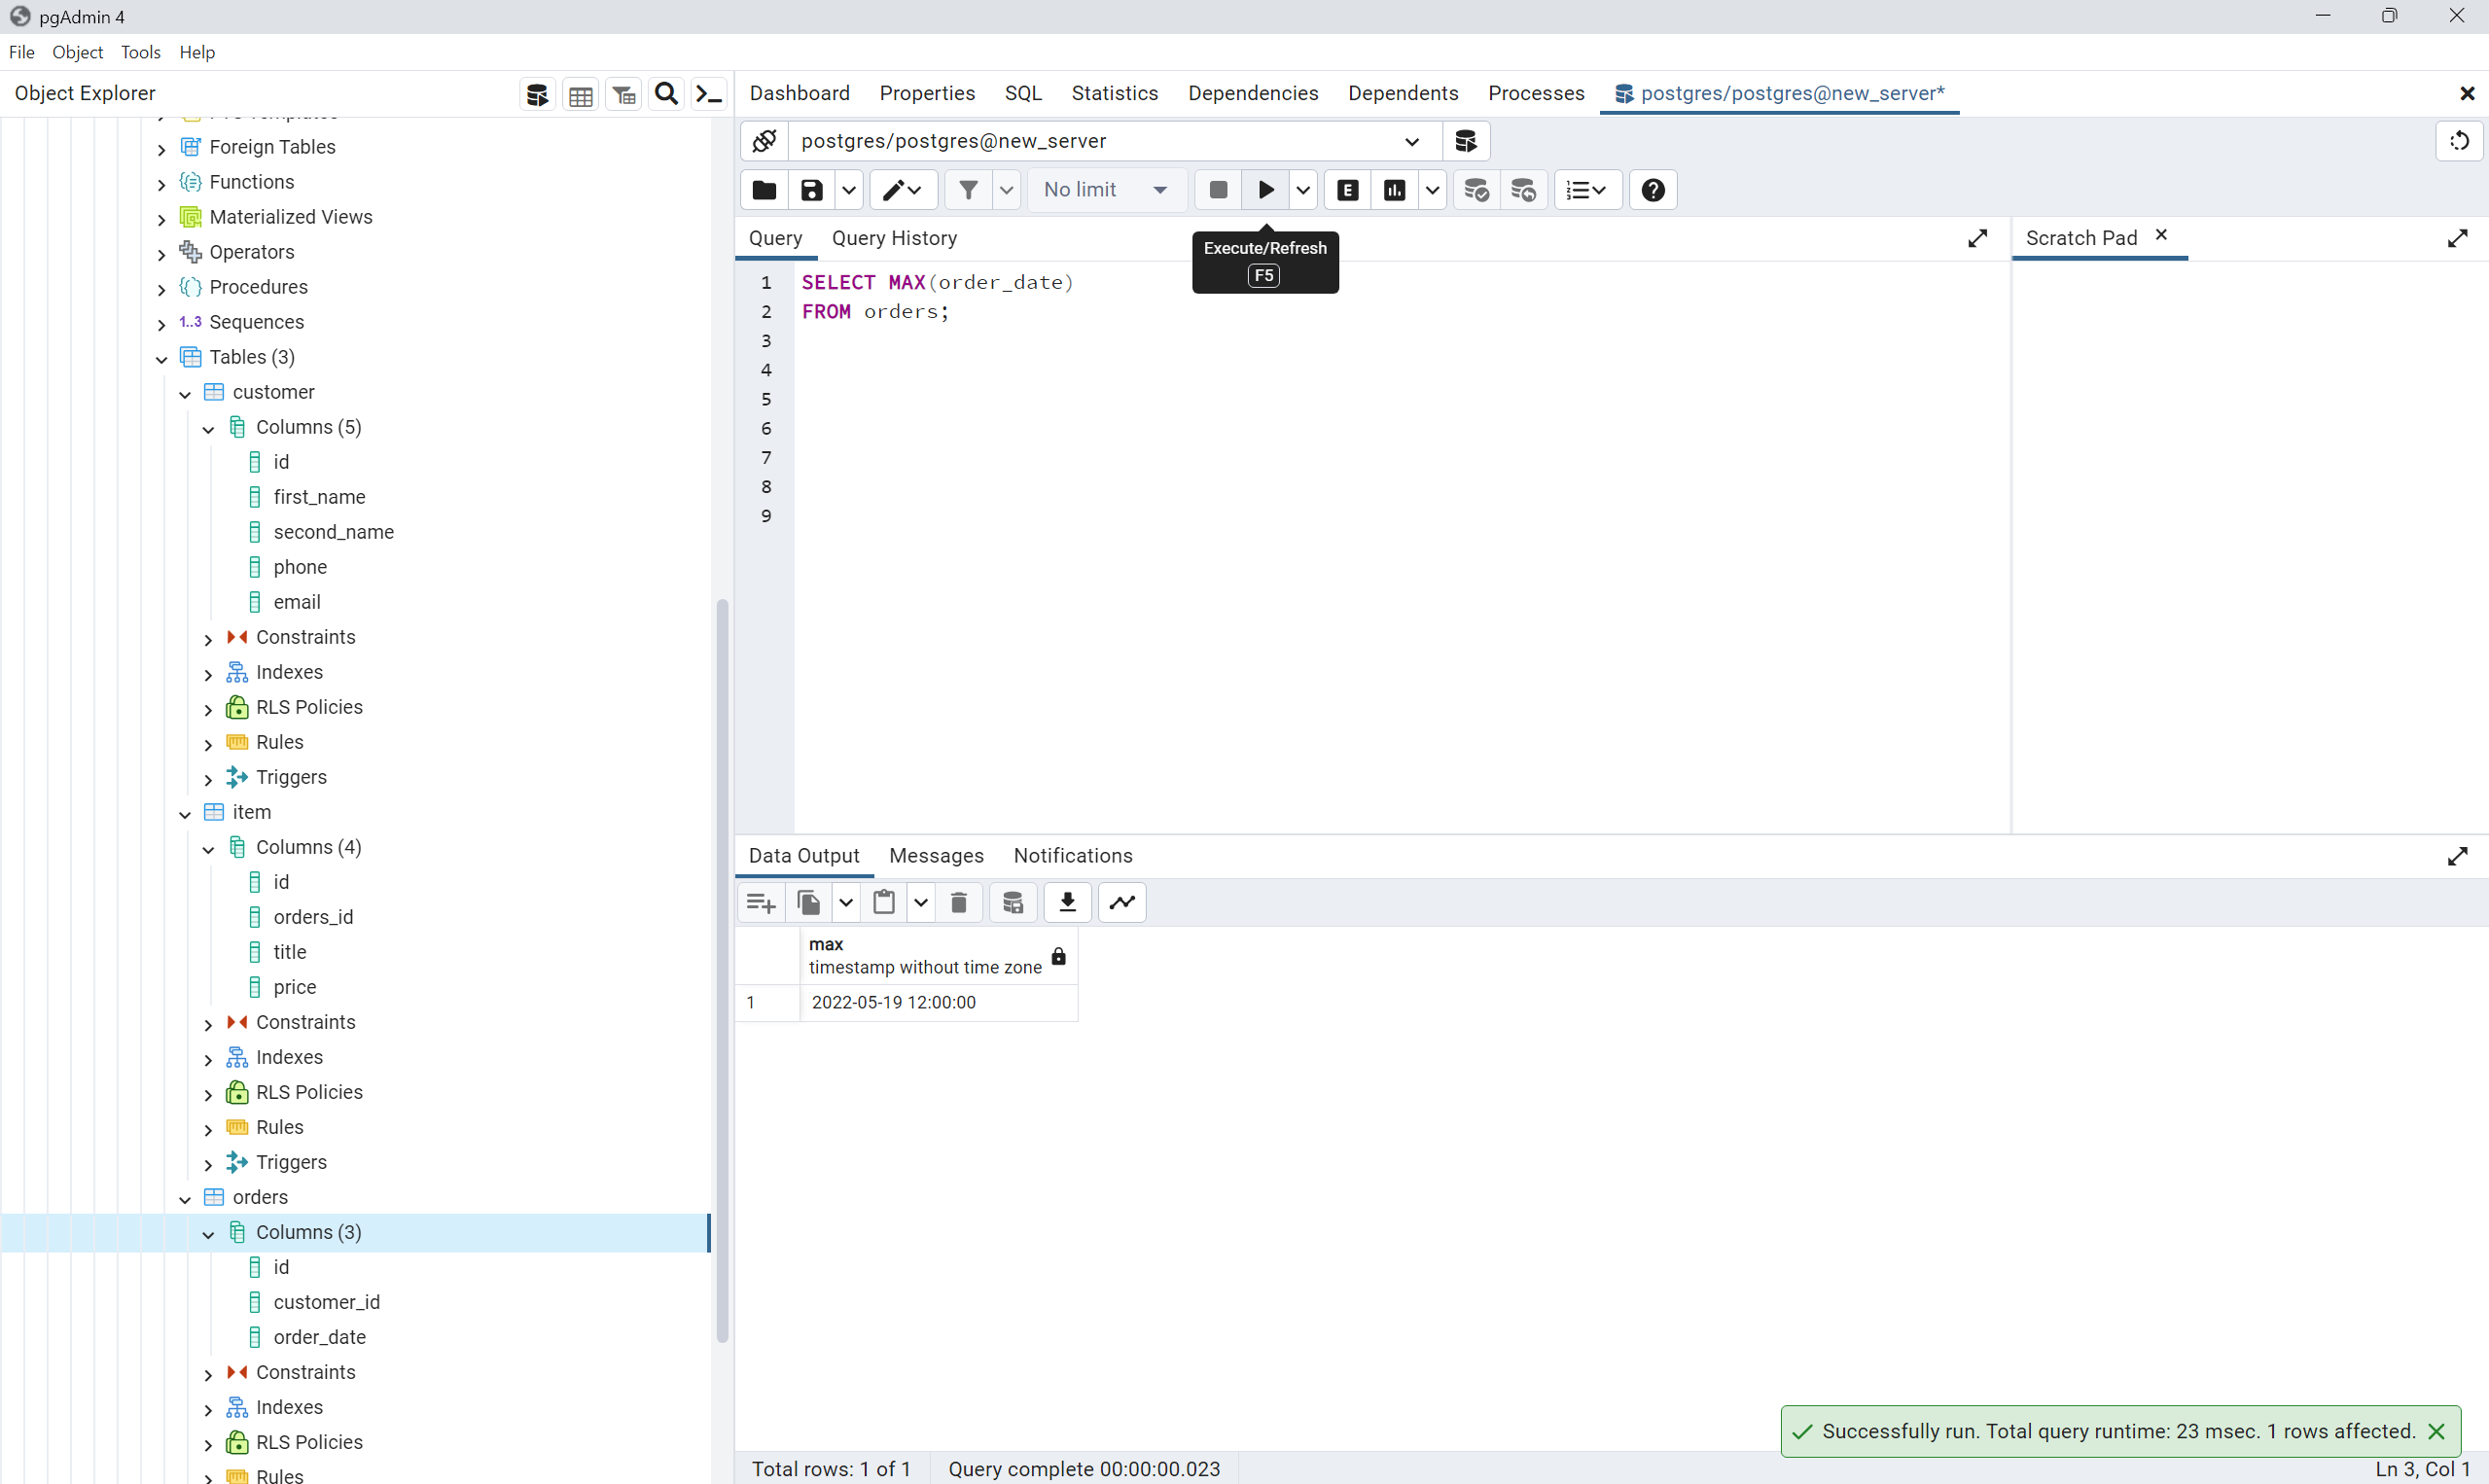 pgAdmin 4
File Object Tools Help
Object Explorer
Dashboard Properties SQL Statistics Dependencies Dependents Processes postgres/postgres@new_server*
postgres/postgres@new_server
No limit
E
Query Query History
Execute/Refresh
F5
Scratch Pad
1 SELECT MAX(order_date)
2 FROM orders;
3
4
5
6
7
8
9
Foreign Tables
Functions
Materialized Views
Operators
Procedures
1..3 Sequences
Tables (3)
customer
Columns (5)
id
first_name
second_name
phone
email
Constraints
Indexes
RLS Policies
Rules
Triggers
item
Columns (4)
id
orders_id
title
price
Constraints
Indexes
RLS Policies
Rules
Triggers
orders
Columns (3)
id
customer_id
order_date
Constraints
Indexes
RLS Policies
Rules
Data Output Messages Notifications
max
timestamp without time zone
1 2022-05-19 12:00:00
Successfully run. Total query runtime: 23 msec. 1 rows affected.
Total rows: 1 of 1 Query complete 00:00:00.023 Ln 3, Col 1